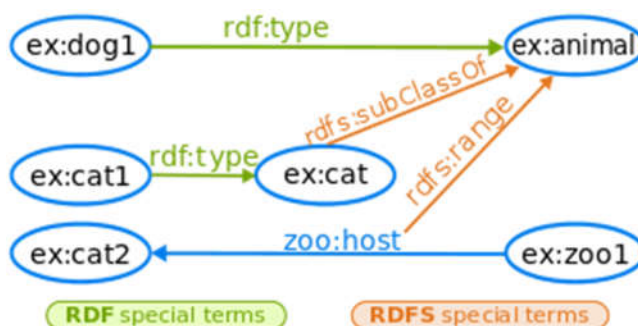 rdf:type
ex:dog1
ex:animal
rdfs:subClassOf
rdfs:range
rdf:type
ex:cat1
ex:cat
zoo:host
ex:cat2
ex:zoo1
RDF special terms
RDFS special terms